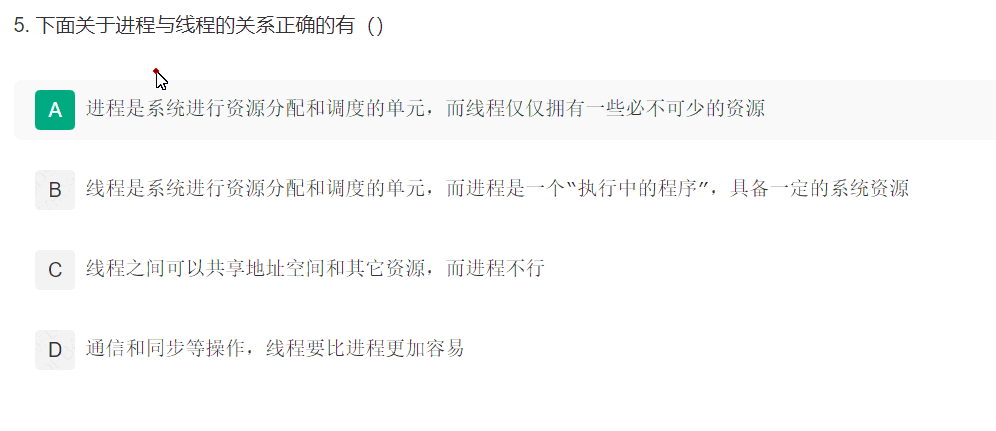 5. 下面关于进程与线程的关系正确的有（）
A 进程是系统进行资源分配和调度的单元，而线程仅仅拥有一些必不可少的资源
B 线程是系统进行资源分配和调度的单元，而进程是一个“执行中的程序”，具备一定的系统资源
C 线程之间可以共享地址空间和其它资源，而进程不行
D 通信和同步等操作，线程要比进程更加容易